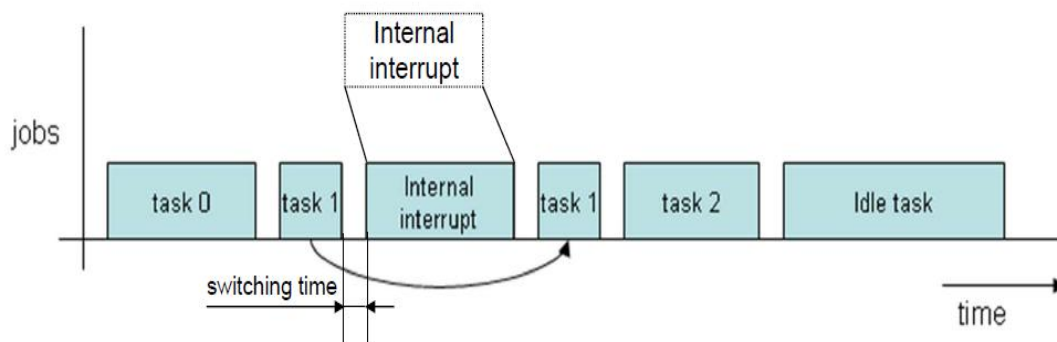 Internal
interrupt
jobs
task 0
task 1
Internal
interrupt
task 1
task 2
Idle task
switching time
time